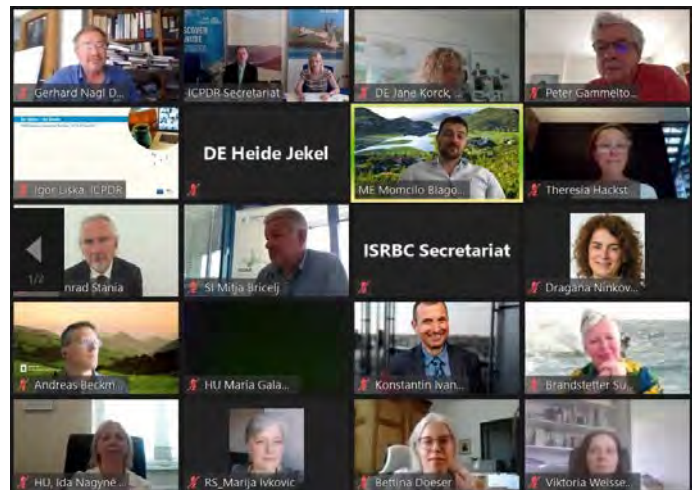 Gerhard Nagl D...
ICPDR Secretariat
DE Jane Korck,
Peter Gammelto...
Igor Liska, ICPDR
DE Heide Jekel
ME Momcilo Blago...
Theresia Hackst...
1/2
nrad Stania
SI Mitja Bricelj
ISRBC Secretariat
Dragana Ninkov...
Andreas Beckm...
HU Maria Gala...
Konstantin Ivan...
Brandstetter Su...
HU, Ida Nagyné ...
RS_Marija Ivkovic
Bettina Doeser
Viktoria Weisse...